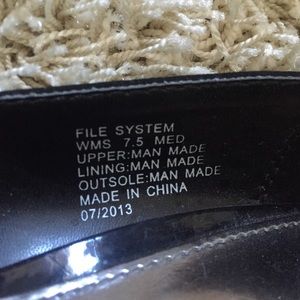 FILE SYSTEM
WMS 7.5 MED
UPPER:MAN MADE
LINING:MAN MADE
OUTSOLE:MAN MADE
MADE IN CHINA
07/2013